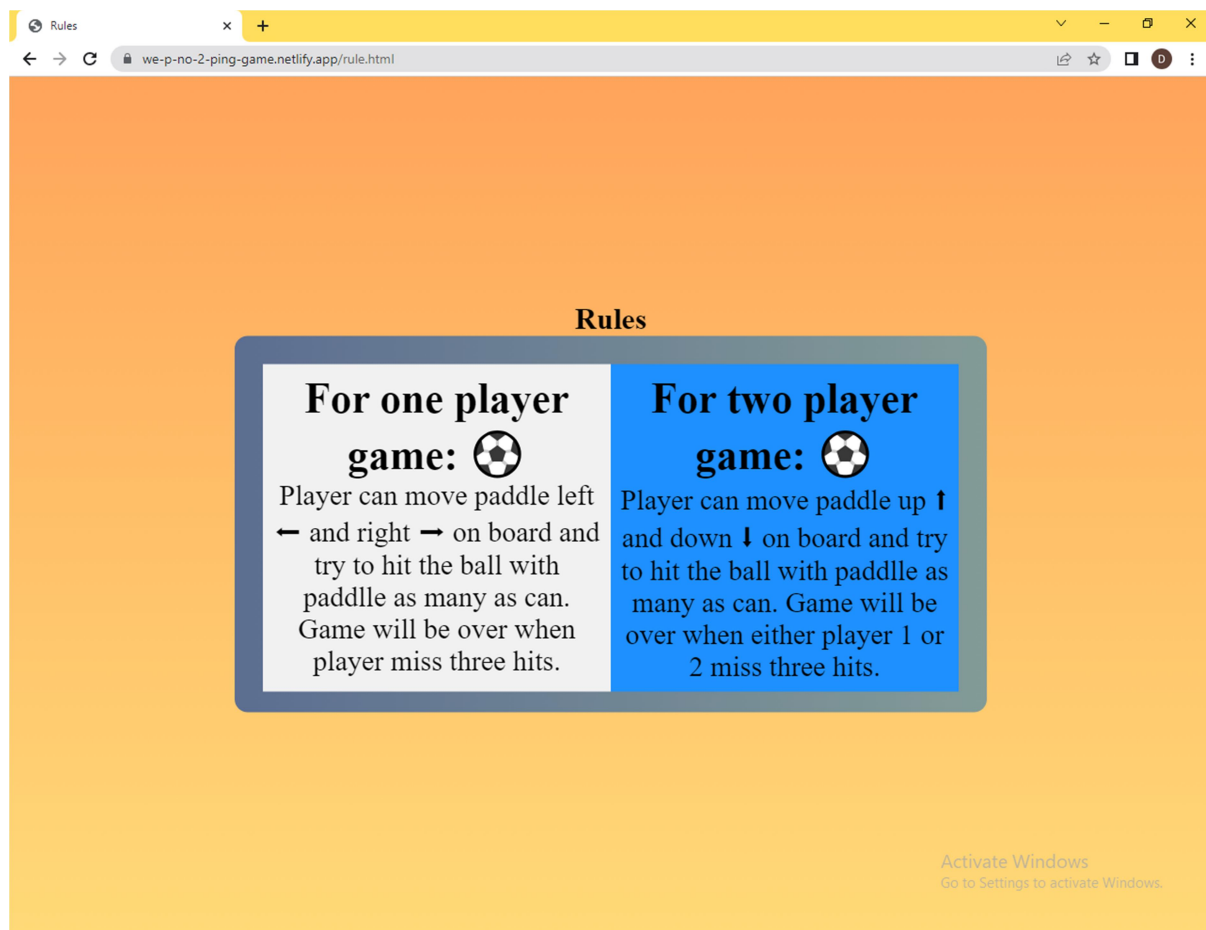 Rules
we-p-no-2-ping-game.netlify.app/rule.html
D
Rules
For one player
game: ⚽
Player can move paddle left
⬅ and right ➡ on board and
try to hit the ball with
paddlle as many as can.
Game will be over when
player miss three hits.
For two player
game: ⚽
Player can move paddle up ⬆
and down ⬇ on board and try
to hit the ball with paddlle as
many as can. Game will be
over when either player 1 or
2 miss three hits.
Activate Windows
Go to Settings to activate Windows.